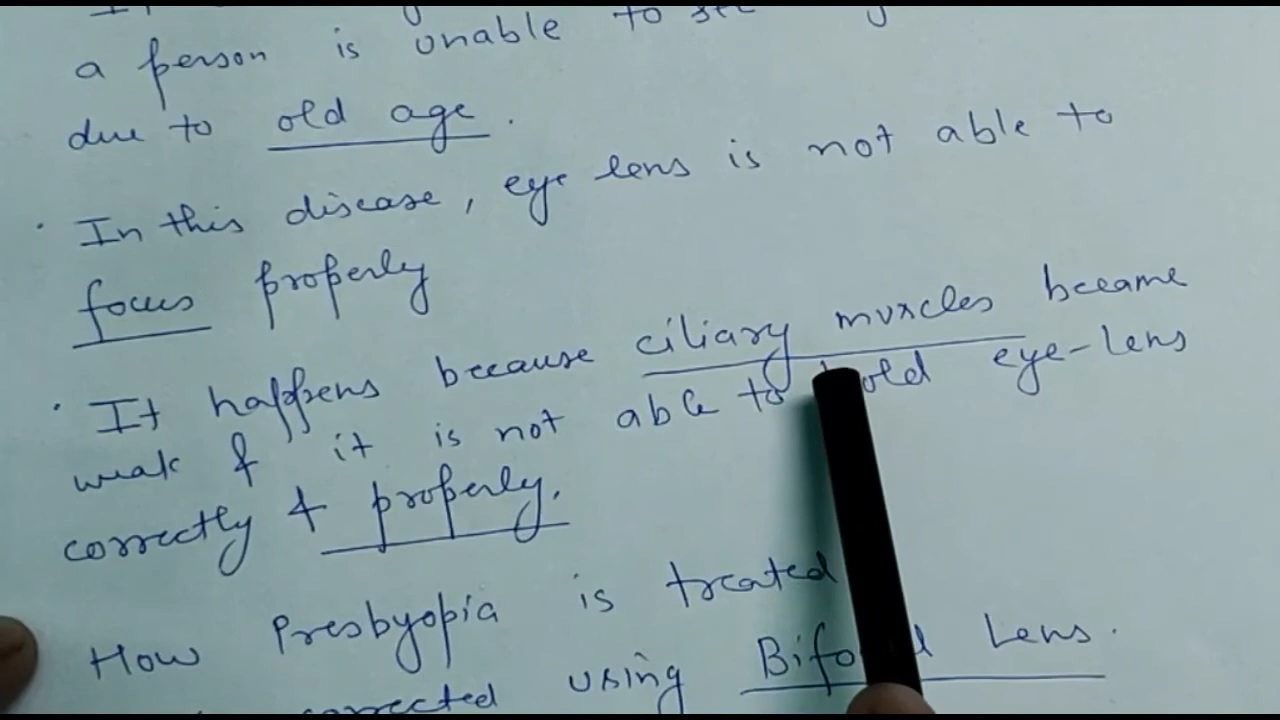 a person is unable to see
due to old age.
· In this disease, eye lens is not able to
focus properly
· It happens because ciliary muscles became
weak & it is not able to hold eye-lens
correctly & properly.
How Presbyopia is treated
corrected using Bifocal Lens.